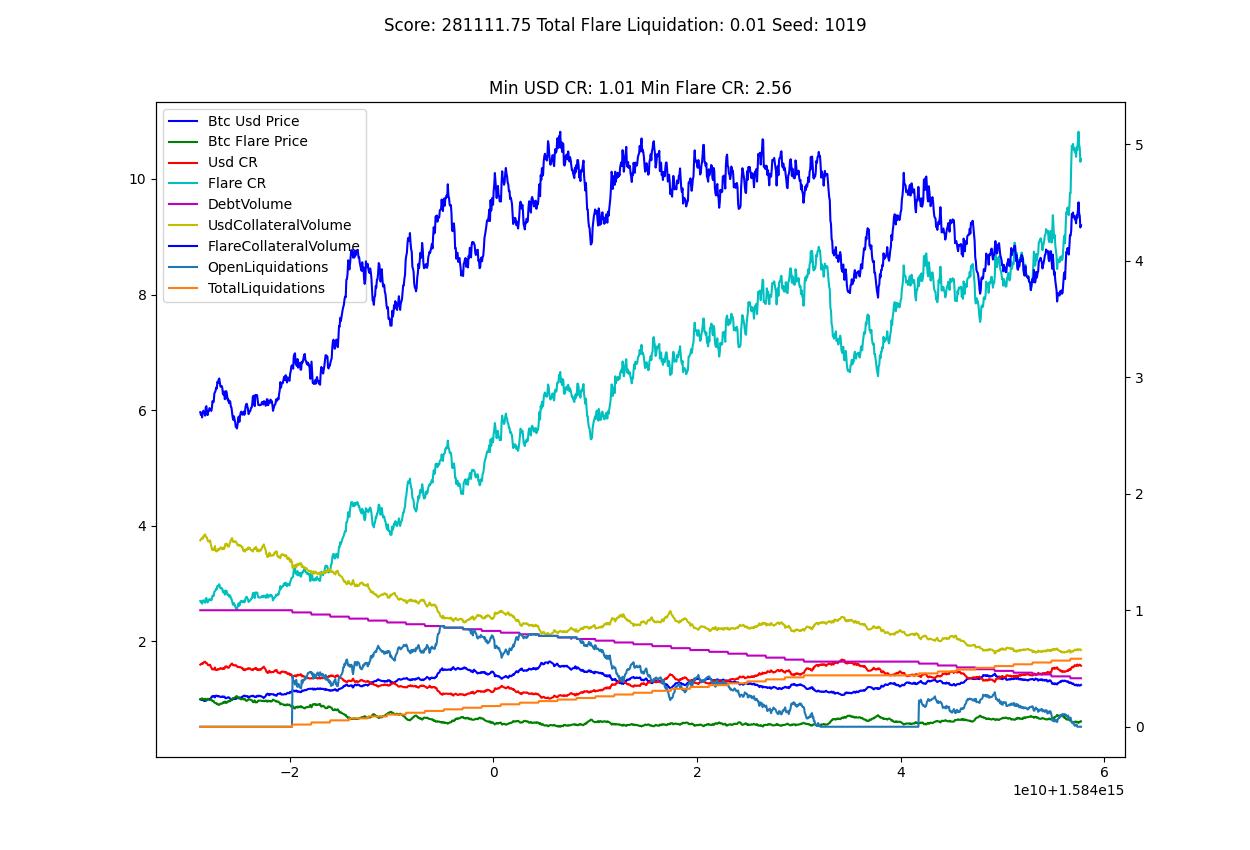 Score: 281111.75 Total Flare Liquidation: 0.01 Seed: 1019
Min USD CR: 1.01 Min Flare CR: 2.56
Btc Usd Price
Btc Flare Price
Usd CR
Flare CR
DebtVolume
UsdCollateralVolume
FlareCollateralVolume
OpenLiquidations
TotalLiquidations
10
8
6
4
2
5
4
3
2
1
0
−2
0
2
4
6
1e10+1.584e15